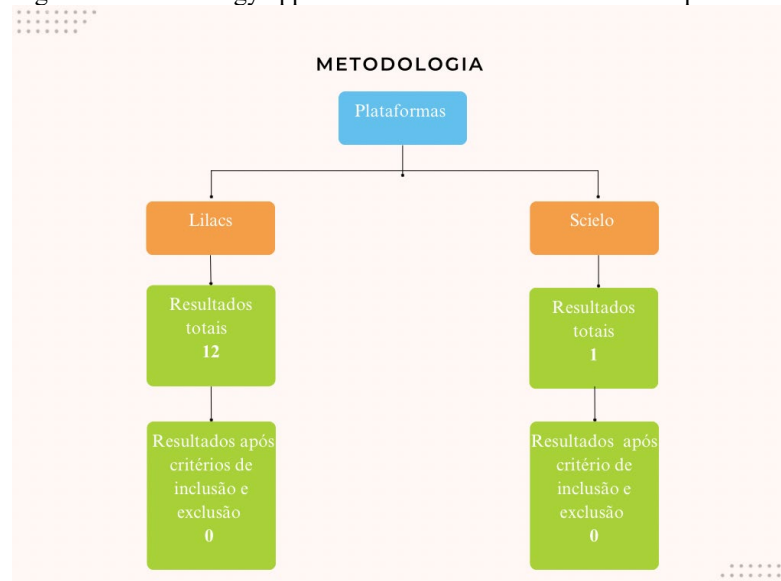 METODOLOGIA
Plataformas
Lilacs
Scielo
Resultados
totais
12
Resultados
totais
1
Resultados após
critérios de
inclusão e
exclusão
0
Resultados após
critério de
inclusão e
exclusão
0